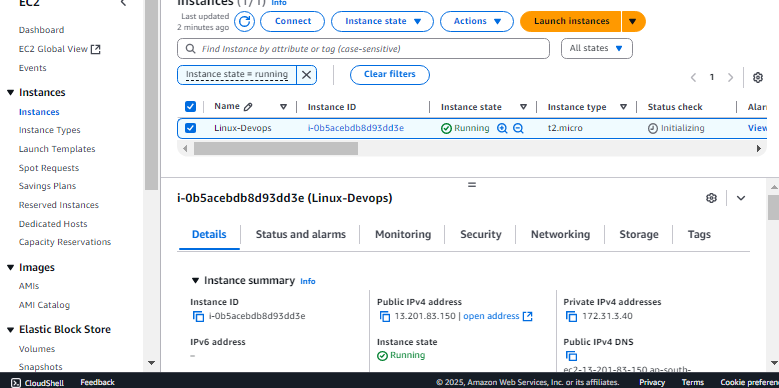 EC2
Instances (1/1) Info
Last updated
2 minutes ago
Connect
Instance state
Actions
Launch instances
Find Instance by attribute or tag (case-sensitive)
All states
Instance state = running
Clear filters
1
Name
Instance ID
Instance state
Instance type
Status check
Alar
Linux-Devops
i-0b5acebdb8d93dd3e
Running
t2.micro
Initializing
View
Dashboard
EC2 Global View
Events
Instances
Instances
Instance Types
Launch Templates
Spot Requests
Savings Plans
Reserved Instances
Dedicated Hosts
Capacity Reservations
Images
AMIs
AMI Catalog
Elastic Block Store
Volumes
Snapshots
i-0b5acebdb8d93dd3e (Linux-Devops)
Details
Status and alarms
Monitoring
Security
Networking
Storage
Tags
Instance summary Info
Instance ID
i-0b5acebdb8d93dd3e
Public IPv4 address
13.201.83.150 | open address
Private IPv4 addresses
172.31.3.40
IPv6 address
–
Instance state
Running
Public IPv4 DNS
ec2-13-201-83-150.ap-south-
CloudShell
Feedback
© 2025, Amazon Web Services, Inc. or its affiliates.
Privacy
Terms
Cookie preferen